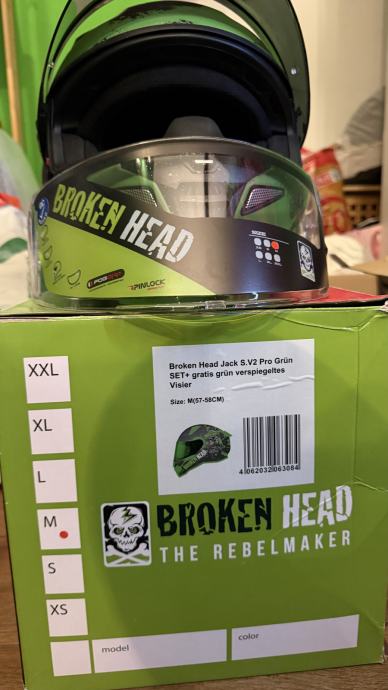 BROKEN HEAD
PINLOCK
XXL
Broken Head Jack S.V2 Pro Grün
SET+ gratis grün verspiegeltes
Visier
Size: M(57-58CM)
XL
4 062032 063084
L
M
BROKEN HEAD
THE REBELMAKER
S
XS
model
color